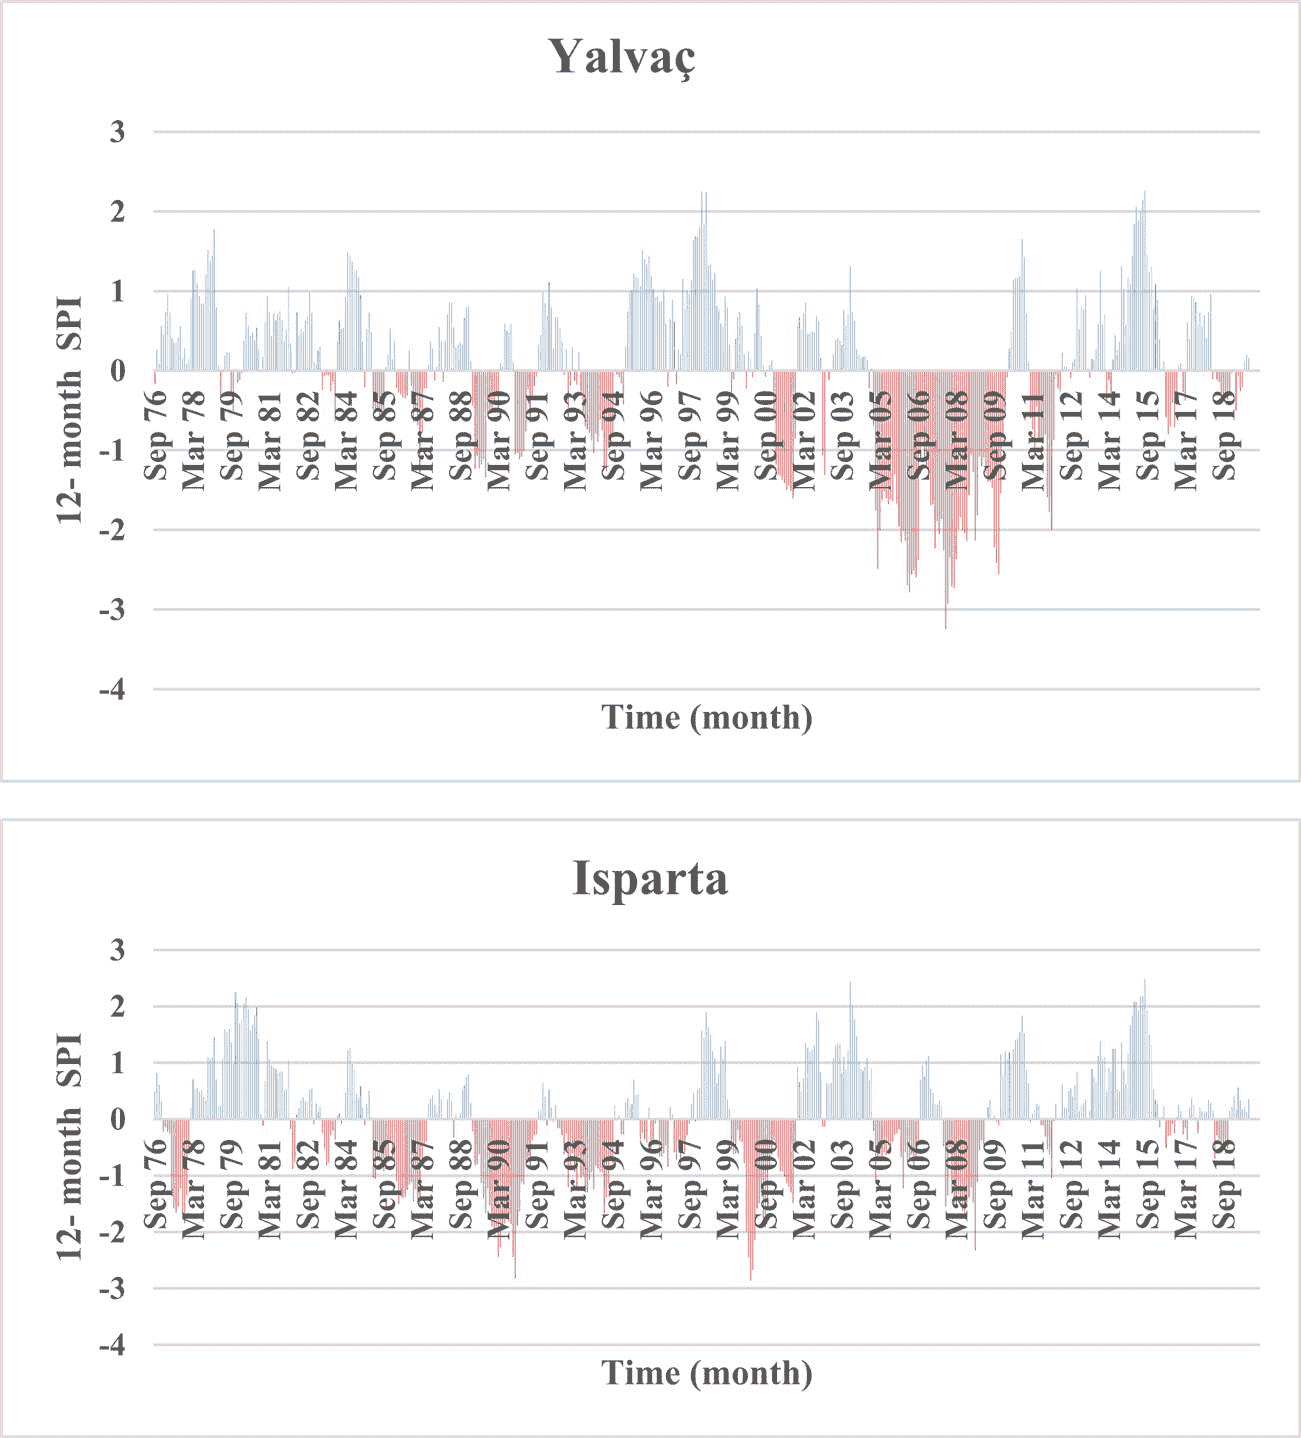 Yalvaç
3
2
1
0
-1
-2
-3
-4
12- month SPI
Sep 76
Mar 78
Sep 79
Mar 81
Sep 82
Mar 84
Sep 85
Mar 87
Sep 88
Mar 90
Sep 91
Mar 93
Sep 94
Mar 96
Sep 97
Mar 99
Sep 00
Mar 02
Sep 03
Mar 05
Sep 06
Mar 08
Sep 09
Mar 11
Sep 12
Mar 14
Sep 15
Mar 17
Sep 18
Time (month)
Isparta
3
2
1
0
-1
-2
-3
-4
12- month SPI
Sep 76
Mar 78
Sep 79
Mar 81
Sep 82
Mar 84
Sep 85
Mar 87
Sep 88
Mar 90
Sep 91
Mar 93
Sep 94
Mar 96
Sep 97
Mar 99
Sep 00
Mar 02
Sep 03
Mar 05
Sep 06
Mar 08
Sep 09
Mar 11
Sep 12
Mar 14
Sep 15
Mar 17
Sep 18
Time (month)